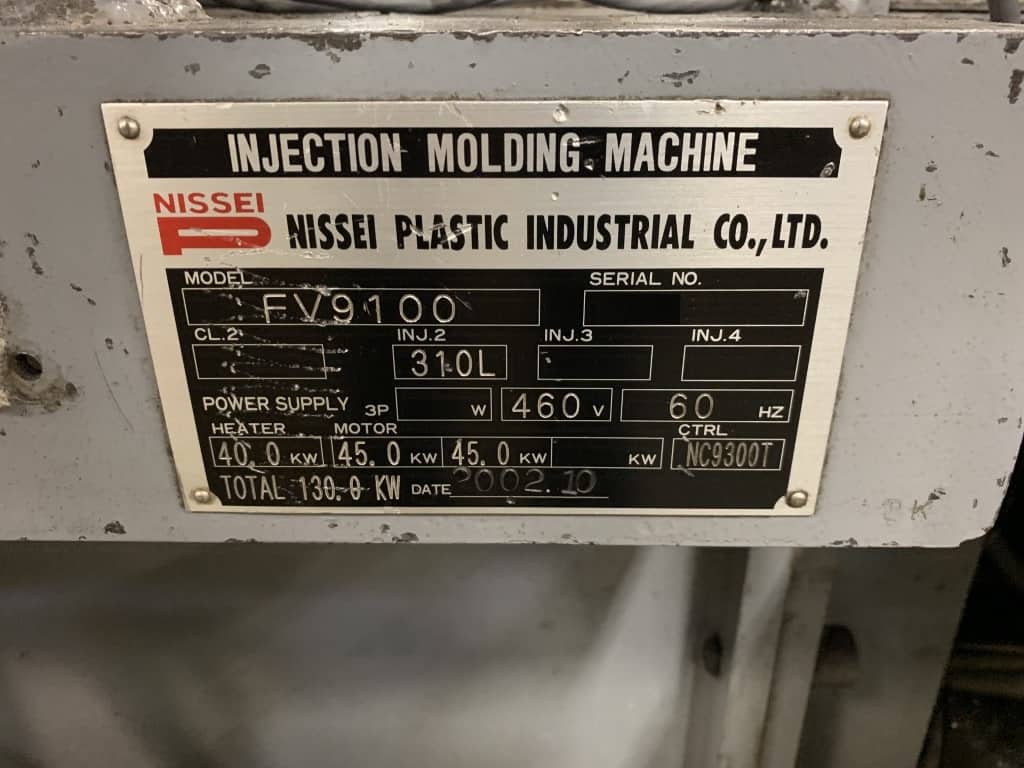 INJECTION MOLDING MACHINE
NISSEI
NISSEI PLASTIC INDUSTRIAL CO., LTD.
MODEL SERIAL NO.
FV9100
CL.2 INJ.2 INJ.3 INJ.4
310L
POWER SUPPLY 3P W 460 V 60 HZ
HEATER MOTOR CTRL
40.0 KW 45.0 KW 45.0 KW KW NC9300T
TOTAL 130.0 KW DATE 2002.10